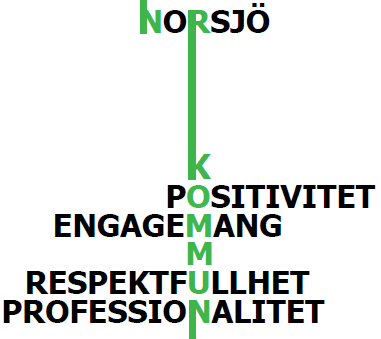 NORSJÖ
K
POSITIVITET
ENGAGEMANG
M
RESPEKTFULLHET
PROFESSIONALITET